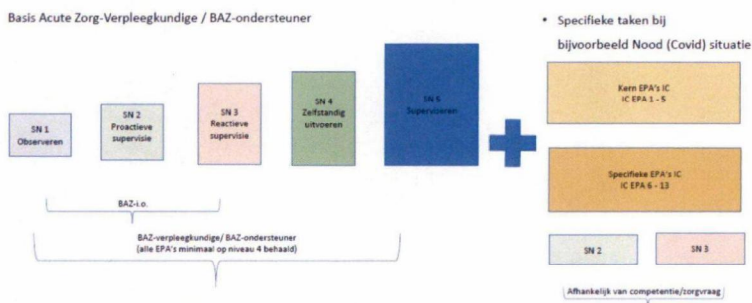 Basis Acute Zorg-Verpleegkundige / BAZ-ondersteuner
SN 1
Observeren
SN 2
Proactieve
supervisie
SN 3
Reactieve
supervisie
SN 4
Zelfstandig
uitvoeren
SN 5
Superviseren
BAZ-i.o.
BAZ-verpleegkundige/ BAZ-ondersteuner
(alle EPA's minimaal op niveau 4 behaald)
• Specifieke taken bij
bijvoorbeeld Nood (Covid) situatie
Kern EPA's IC
IC EPA 1 - 5
Specifieke EPA's IC
IC EPA 6 - 13
SN 2
SN 3
Afhankelijk van competentie/zorgvraag